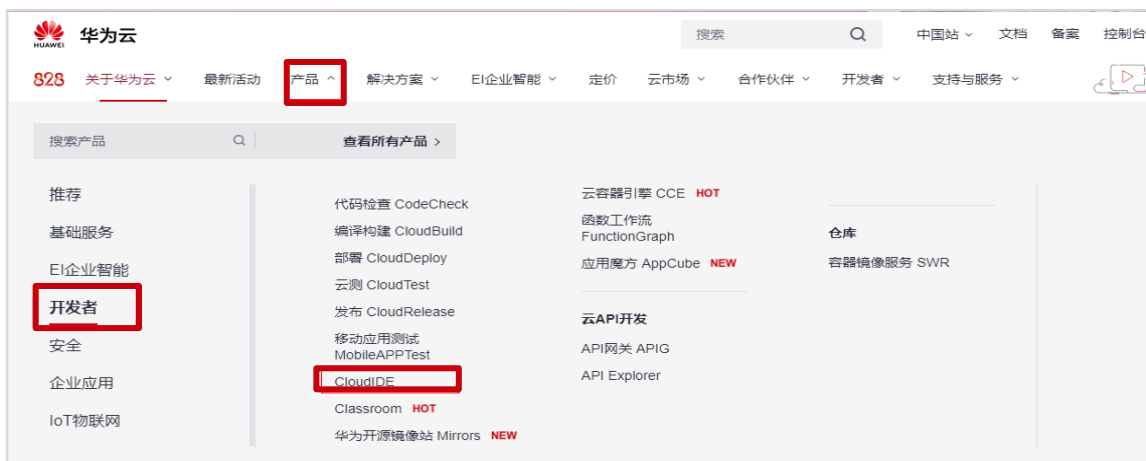 HUAWEI
华为云
搜索
中国站
文档
备案
控制台
828
关于华为云
最新活动
产品
解决方案
EI企业智能
定价
云市场
合作伙伴
开发者
支持与服务
搜索产品
查看所有产品 >
推荐
基础服务
EI企业智能
开发者
安全
企业应用
IoT物联网
代码检查 CodeCheck
编译构建 CloudBuild
部署 CloudDeploy
云测 CloudTest
发布 CloudRelease
移动应用测试
MobileAPPTest
CloudIDE
Classroom HOT
华为开源镜像站 Mirrors NEW
云容器引擎 CCE HOT
函数工作流
FunctionGraph
应用魔方 AppCube NEW
云API开发
API网关 APIG
API Explorer
仓库
容器镜像服务 SWR